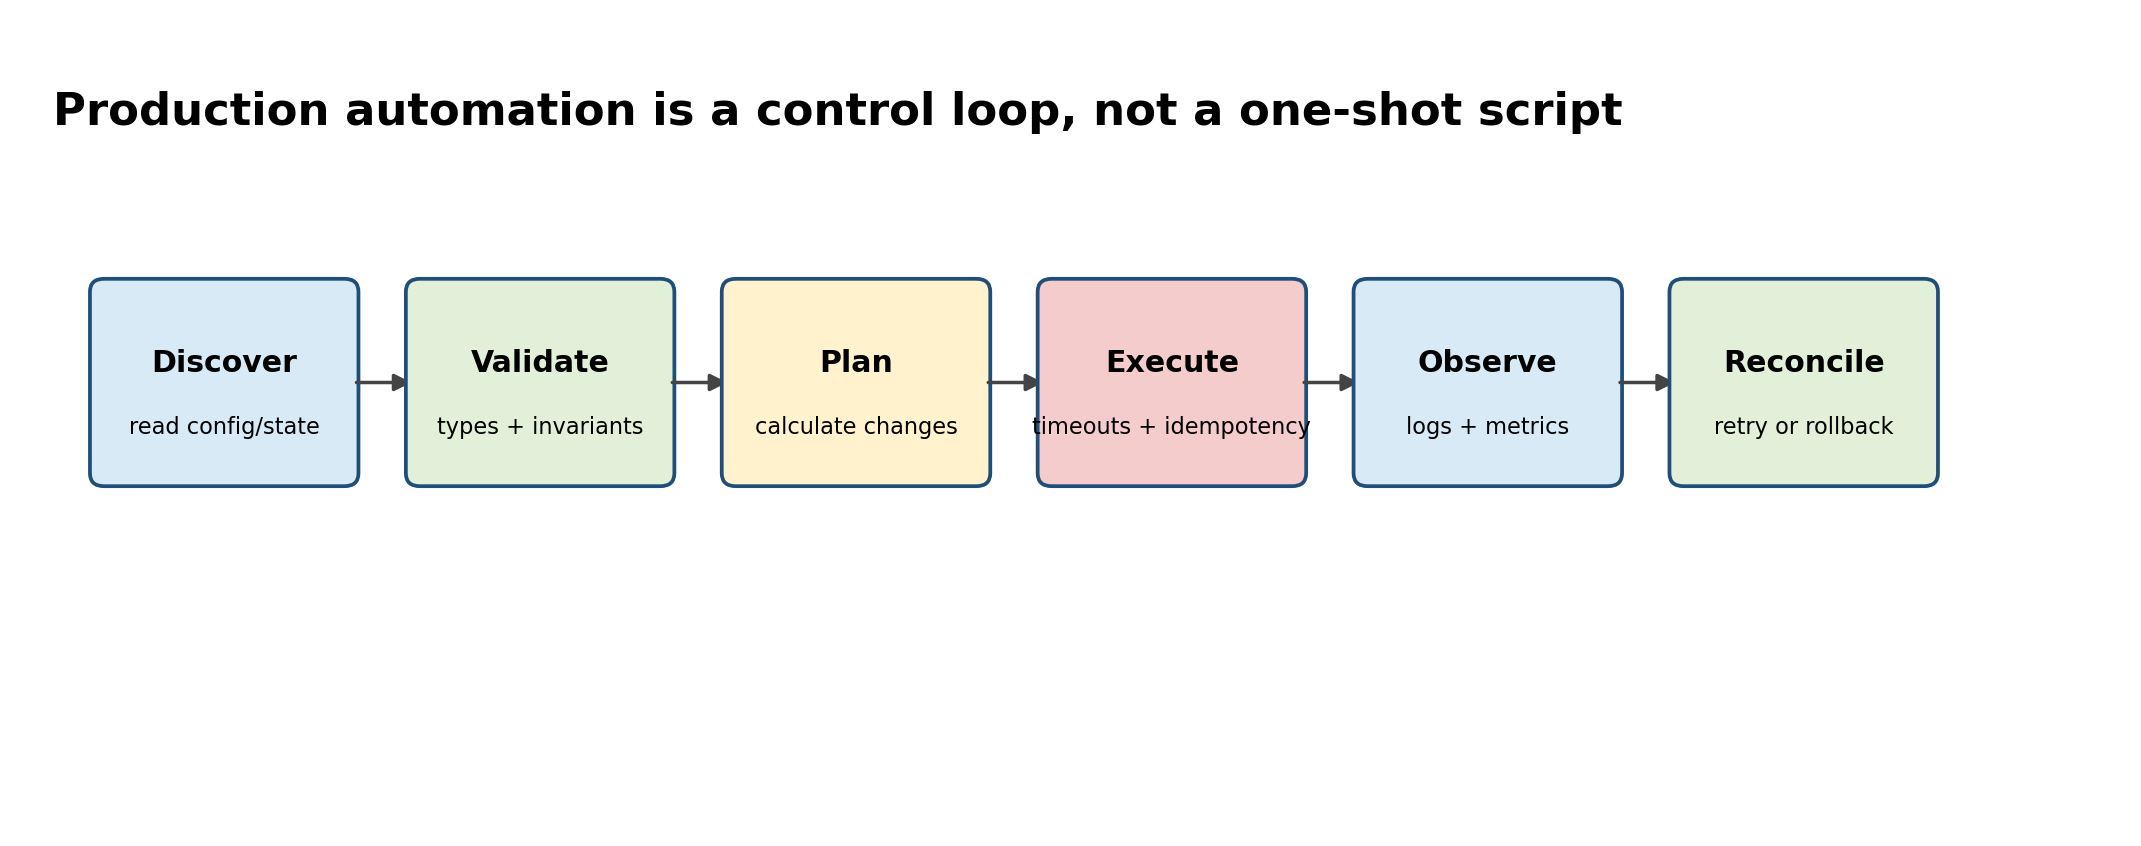 Production automation is a control loop, not a one-shot script
Discover
read config/state
Validate
types + invariants
Plan
calculate changes
Execute
timeouts + idempotency
Observe
logs + metrics
Reconcile
retry or rollback